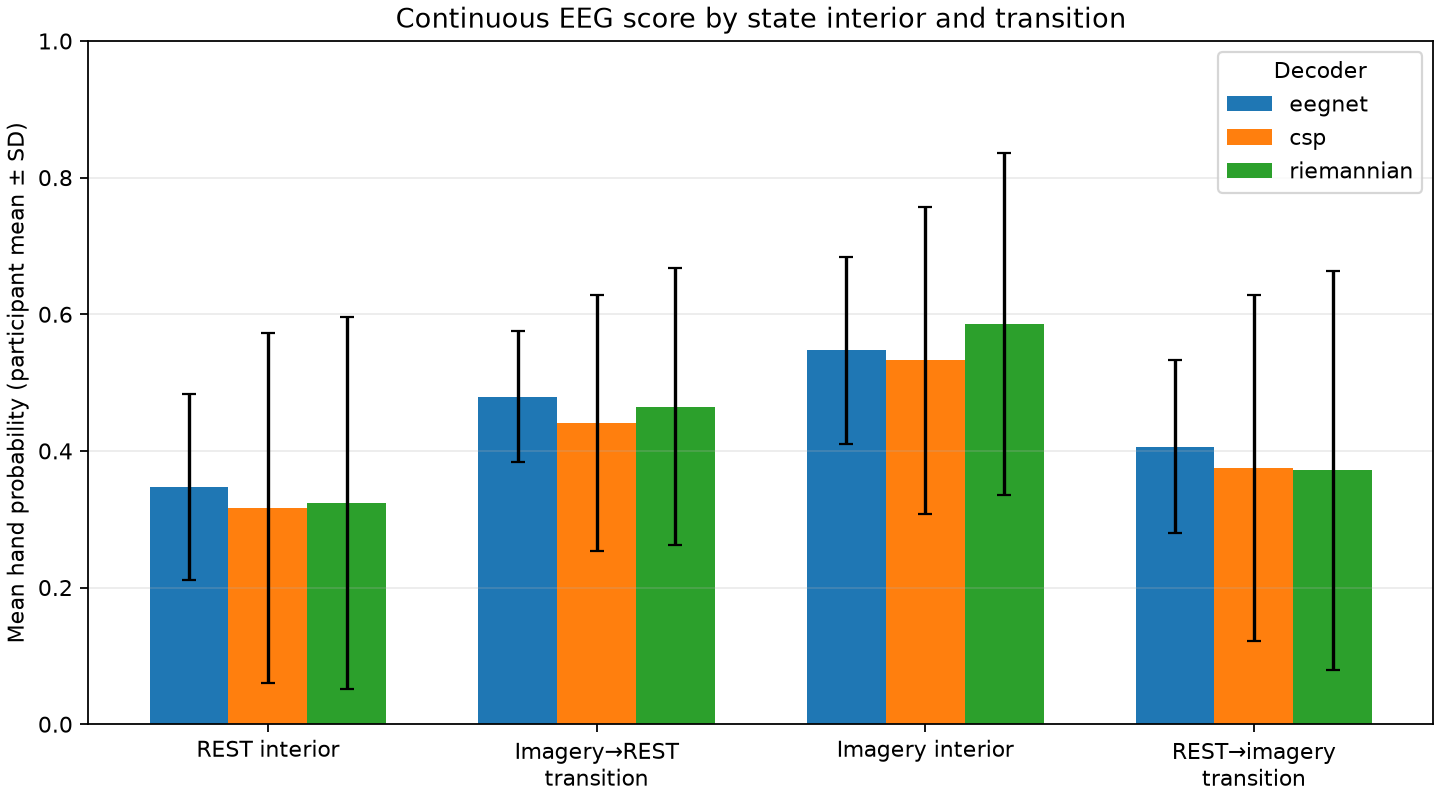 Continuous EEG score by state interior and transition
Mean hand probability (participant mean ± SD)
1.0
0.8
0.6
0.4
0.2
0.0
Decoder
eegnet
csp
riemannian
REST interior
Imagery→REST
transition
Imagery interior
REST→imagery
transition